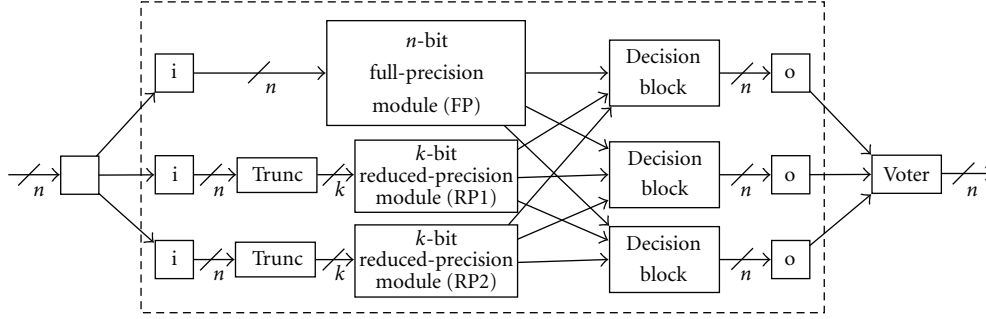 n
i
n
n-bit
full-precision
module (FP)
Decision
block
n
o
i
n
Trunc
k
k-bit
reduced-precision
module (RP1)
Decision
block
n
o
Voter
n
i
n
Trunc
k
k-bit
reduced-precision
module (RP2)
Decision
block
n
o